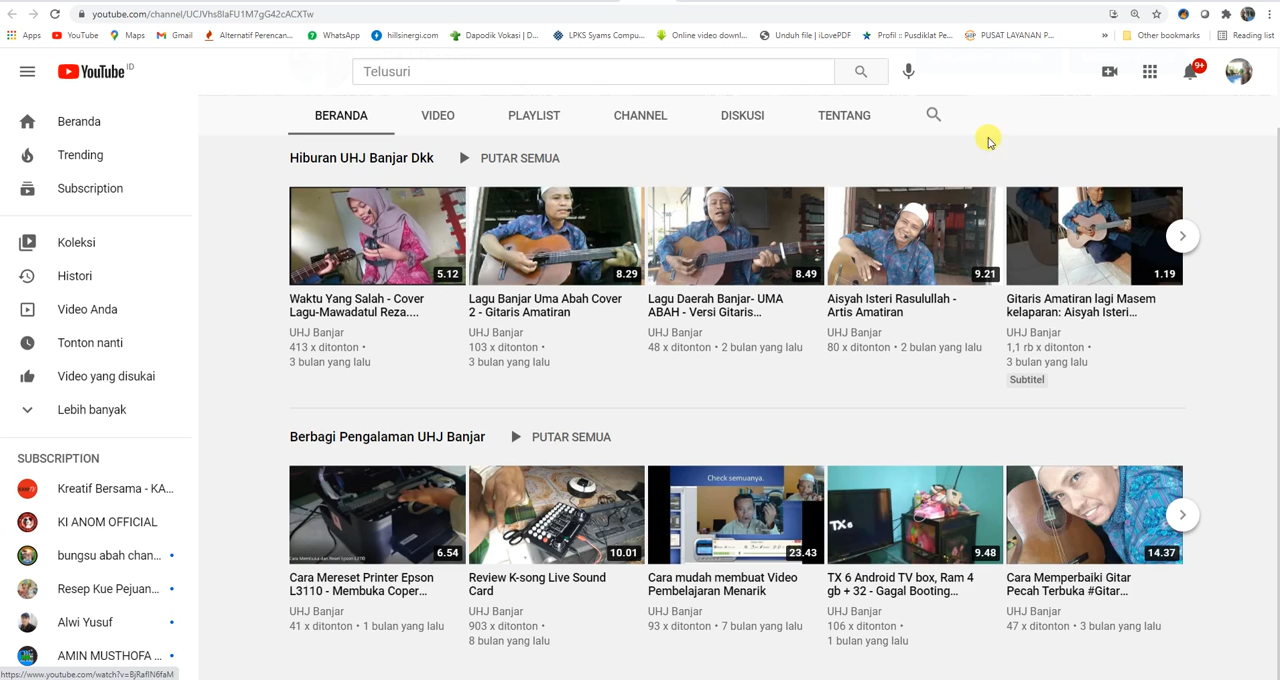 youtube.com/channel/UCJVhs8IaFU1M7gG42cACXTw
Apps YouTube Maps Gmail Alternatif Perencan... WhatsApp hillsinergi.com Dapodik Vokasi | D... LPKS Syams Compu... Online video downl... Unduh file | iLovePDF Profil :: Pusdiklat Pe... PUSAT LAYANAN P... » Other bookmarks Reading list
YouTube ID
Telusuri
9+
BERANDA VIDEO PLAYLIST CHANNEL DISKUSI TENTANG
Beranda
Trending
Subscription
Koleksi
Histori
Video Anda
Tonton nanti
Video yang disukai
Lebih banyak
SUBSCRIPTION
Kreatif Bersama - KA...
KI ANOM OFFICIAL
bungsu abah chan...
Resep Kue Pejuan...
Alwi Yusuf
AMIN MUSTHOFA ...
Hiburan UHJ Banjar Dkk PUTAR SEMUA
5.12
8.29
8.49
9.21
1.19
Waktu Yang Salah - Cover
Lagu-Mawadatul Reza....
UHJ Banjar
413 x ditonton •
3 bulan yang lalu
Lagu Banjar Uma Abah Cover
2 - Gitaris Amatiran
UHJ Banjar
103 x ditonton •
3 bulan yang lalu
Lagu Daerah Banjar- UMA
ABAH - Versi Gitaris...
UHJ Banjar
48 x ditonton • 2 bulan yang lalu
Aisyah Isteri Rasulullah -
Artis Amatiran
UHJ Banjar
80 x ditonton • 2 bulan yang lalu
Gitaris Amatiran lagi Masem
kelaparan: Aisyah Isteri...
UHJ Banjar
1,1 rb x ditonton •
3 bulan yang lalu
Subtitel
Berbagi Pengalaman UHJ Banjar PUTAR SEMUA
6.54
10.01
Check semuanya.
23.43
TX 6
9.48
14.37
Cara Mereset Printer Epson
L3110 - Membuka Coper...
UHJ Banjar
41 x ditonton • 1 bulan yang lalu
Review K-song Live Sound
Card
UHJ Banjar
903 x ditonton •
8 bulan yang lalu
Cara mudah membuat Video
Pembelajaran Menarik
UHJ Banjar
93 x ditonton • 7 bulan yang lalu
TX 6 Android TV box, Ram 4
gb + 32 - Gagal Booting...
UHJ Banjar
106 x ditonton •
1 bulan yang lalu
Cara Memperbaiki Gitar
Pecah Terbuka #Gitar...
UHJ Banjar
47 x ditonton • 3 bulan yang lalu